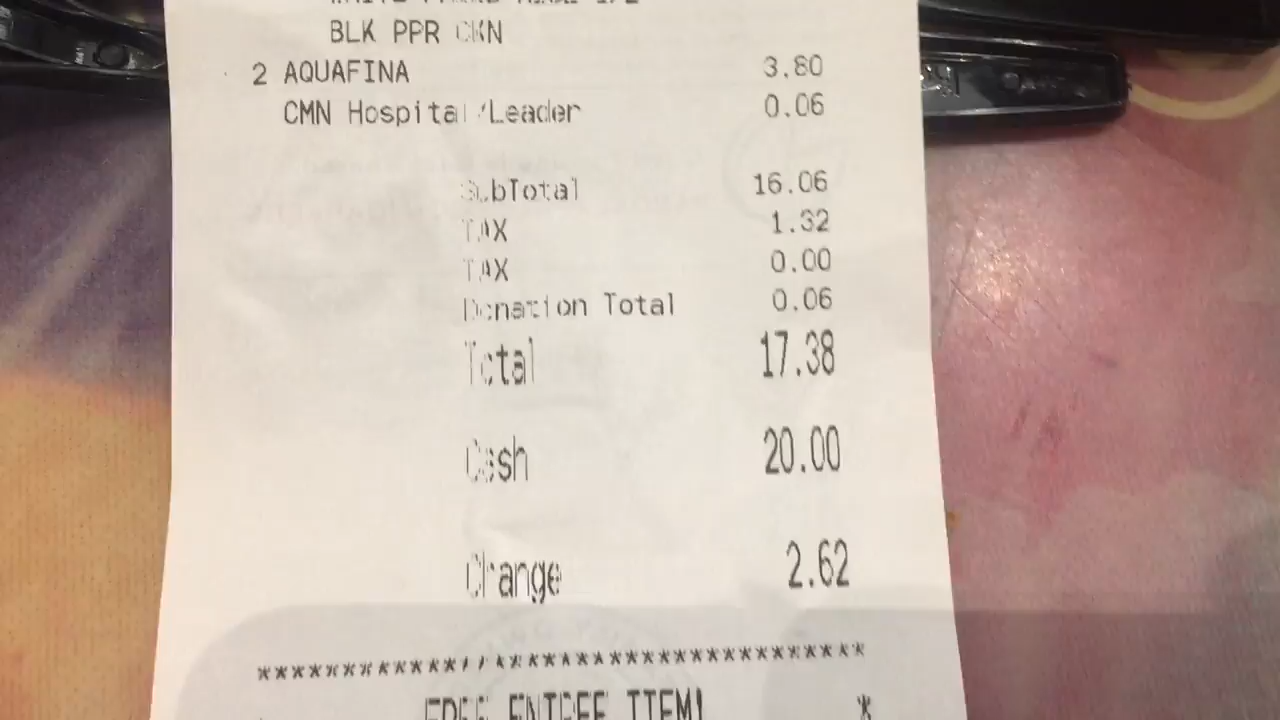 BLK PPR CKN
2 AQUAFINA 3.80
CMN Hospital/Leader 0.06
SubTotal 16.06
TAX 1.32
TAX 0.00
Donation Total 0.06
Total 17.38
Cash 20.00
Change 2.62
************************************
FREE ENTREE ITEM! *